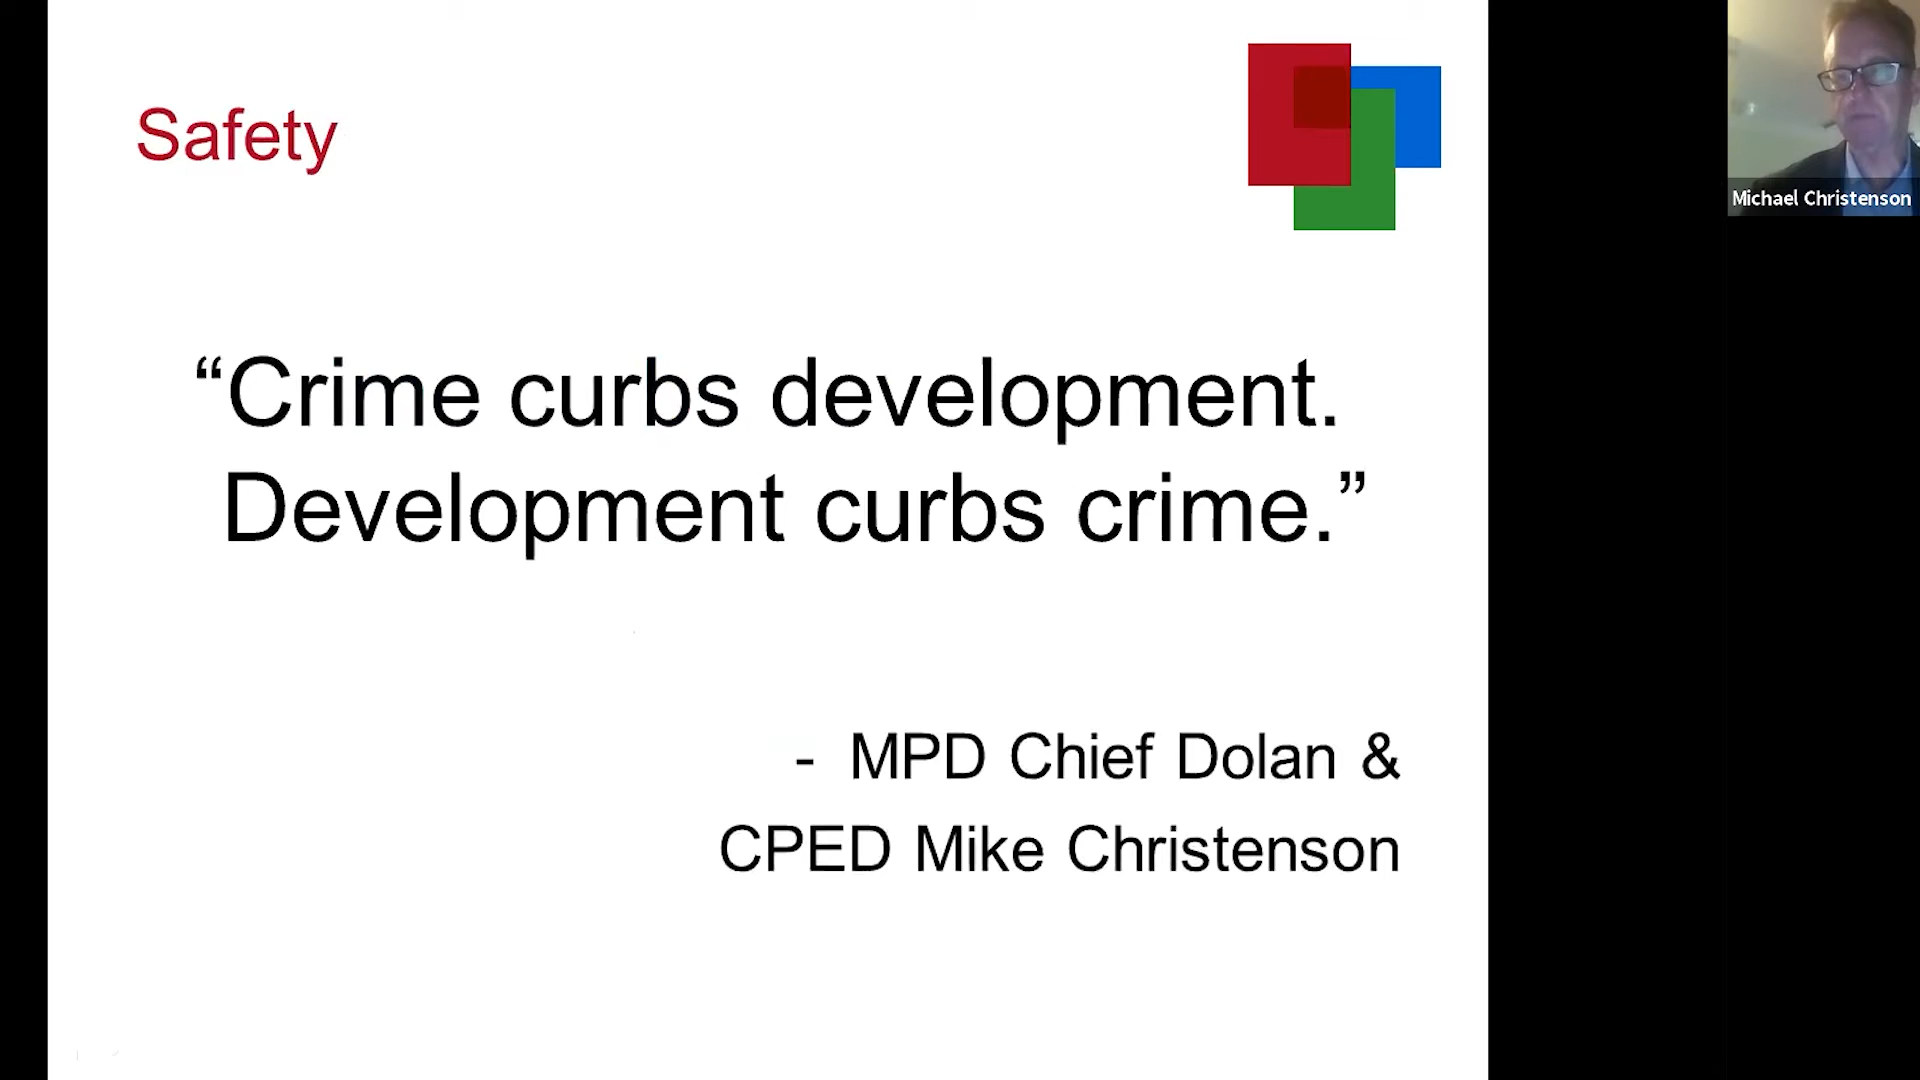 Safety
“Crime curbs development.
Development curbs crime.”
- MPD Chief Dolan &
CPED Mike Christenson
Michael Christenson